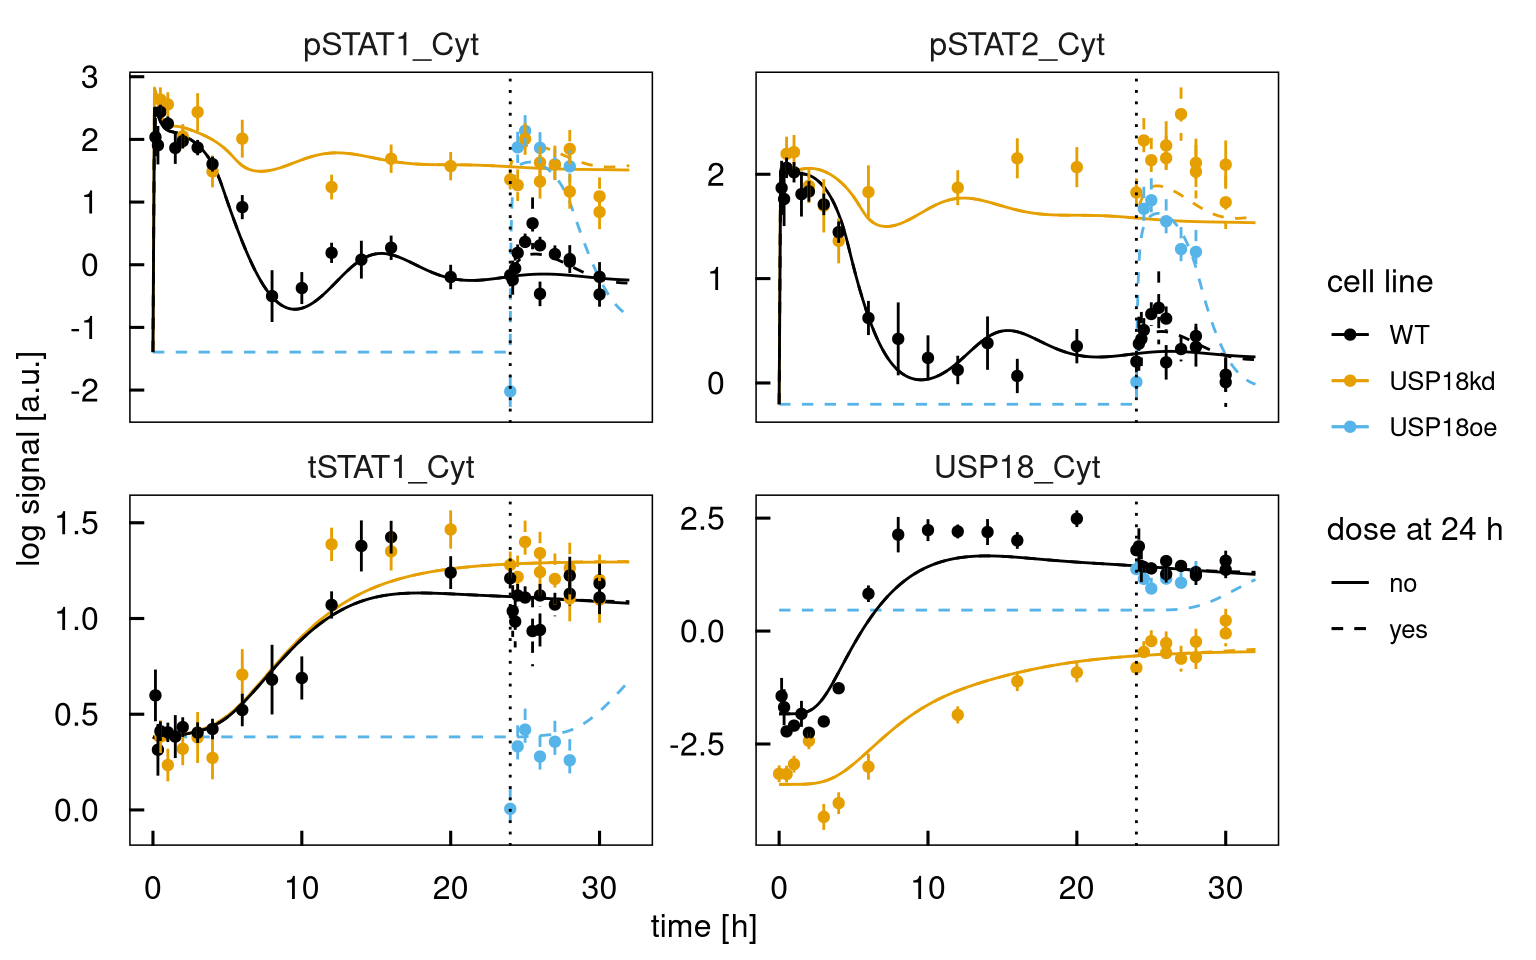 pSTAT1_Cyt
pSTAT2_Cyt
3
2
1
0
-1
-2
2
1
0
log signal [a.u.]
tSTAT1_Cyt
USP18_Cyt
1.5
1.0
0.5
0.0
2.5
0.0
-2.5
0 10 20 30
0 10 20 30
time [h]
cell line
WT
USP18kd
USP18oe
dose at 24 h
no
yes